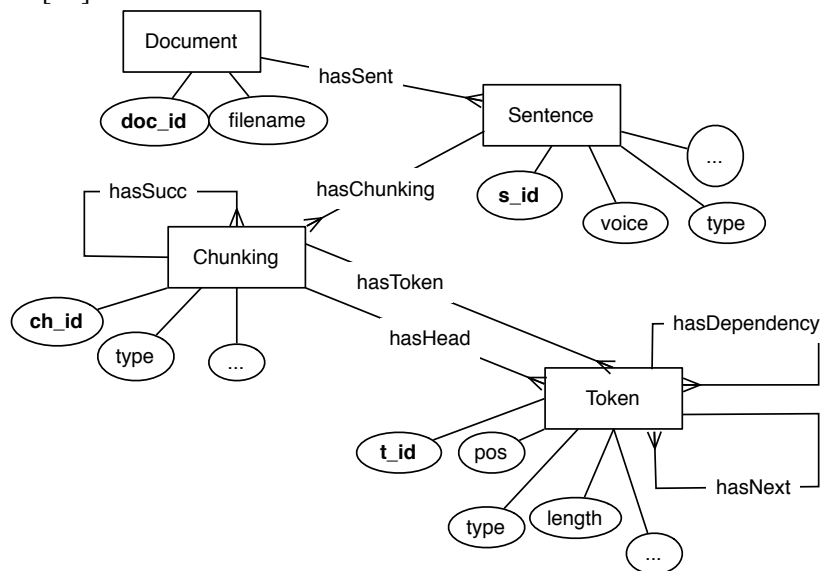 Document
hasSent
doc_id
filename
Sentence
...
hasChunking
hasSucc
s_id
voice
type
Chunking
hasToken
ch_id
hasHead
hasDependency
type
...
Token
t_id
pos
hasNext
type
length
...